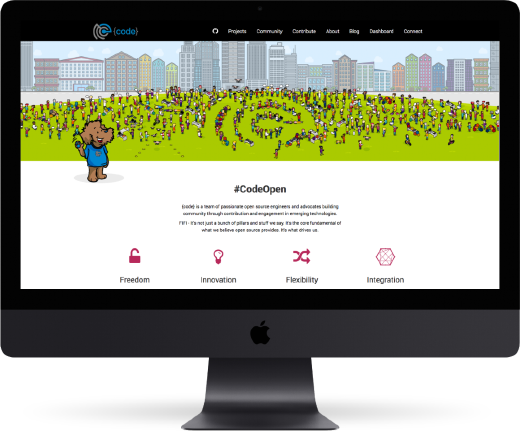 {code}
Projects Community Contribute About Blog Dashboard Connect
#CodeOpen
{code} is a team of passionate open source engineers and advocates building
community through contribution and engagement in emerging technologies.
F!F! - It's not just a bunch of pillars and stuff we say. It's the core fundamental of
what we believe open source provides. It's what drives us.
Freedom Innovation Flexibility Integration